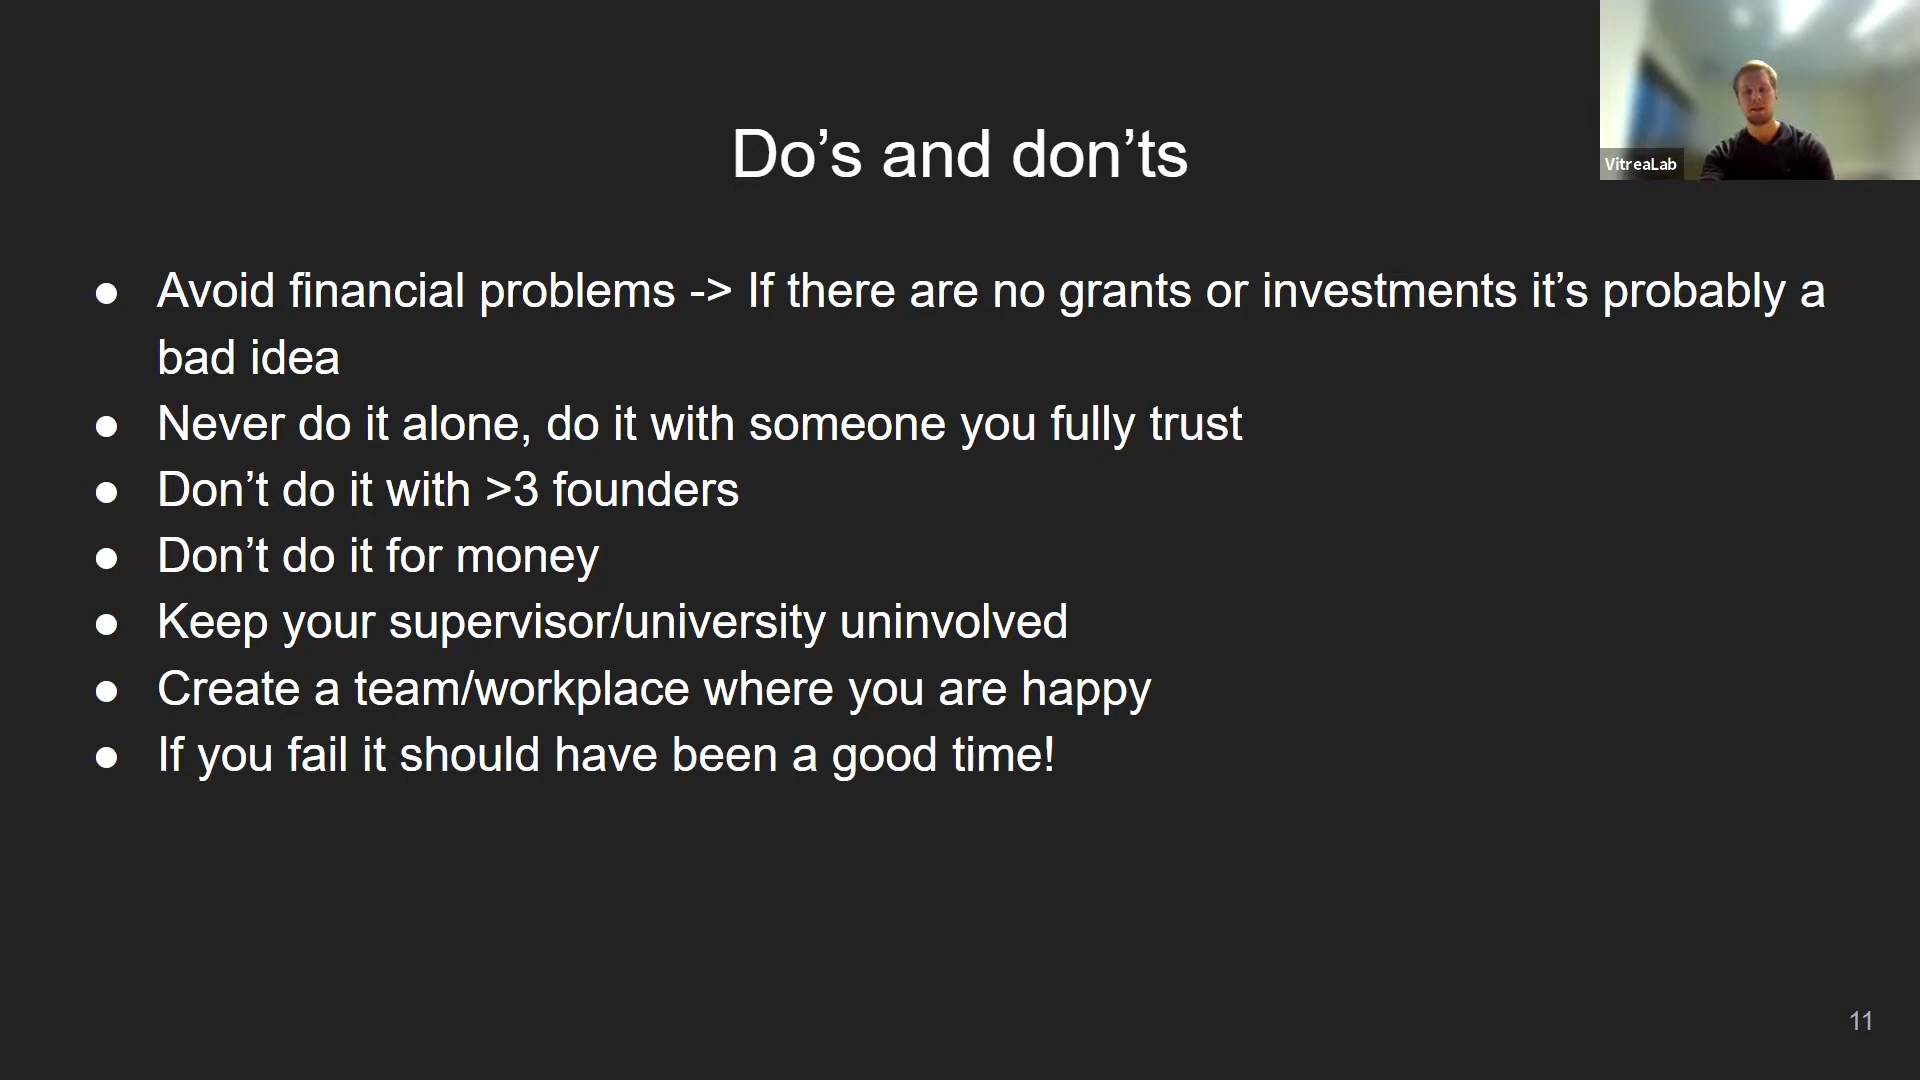 VitreaLab
Do’s and don’ts
● Avoid financial problems -> If there are no grants or investments it’s probably a
bad idea
● Never do it alone, do it with someone you fully trust
● Don’t do it with >3 founders
● Don’t do it for money
● Keep your supervisor/university uninvolved
● Create a team/workplace where you are happy
● If you fail it should have been a good time!
11